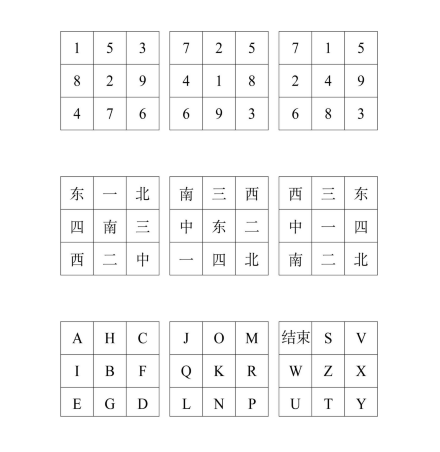 1 5 3 7 2 5 7 1 5
8 2 9 4 1 8 2 4 9
4 7 6 6 9 3 6 8 3
东 一 北 南 三 西 西 三 东
四 南 三 中 东 二 中 一 四
西 二 中 一 四 北 南 二 北
A H C J O M 结束 S V
I B F Q K R W Z X
E G D L N P U T Y